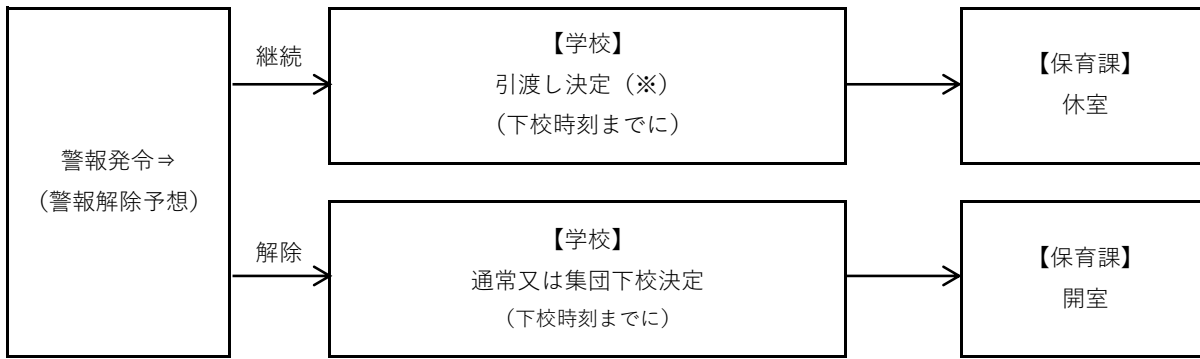 警報発令⇒
（警報解除予想）
継続
【学校】
引渡し決定（※）
（下校時刻までに）
【保育課】
休室
解除
【学校】
通常又は集団下校決定
（下校時刻までに）
【保育課】
開室